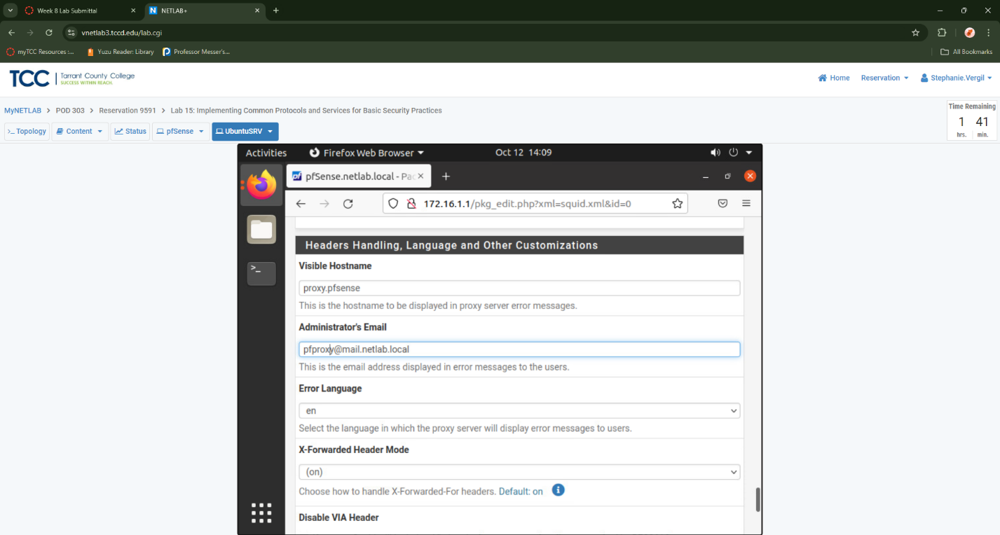 Week 8 Lab Submittal
NETLAB+
vnetlab3.tccd.edu/lab.cgi
myTCC Resources :... Yuzu Reader: Library Professor Messer's... All Bookmarks
TCC Tarrant County College
SUCCESS WITHIN REACH.
Home Reservation Stephanie.Vergil
MyNETLAB > POD 303 > Reservation 9591 > Lab 15: Implementing Common Protocols and Services for Basic Security Practices
Time Remaining
1 41
hrs. min.
>_ Topology Content Status pfSense UbuntuSRV
Activities Firefox Web Browser Oct 12 14:09
pfSense.netlab.local - Pac
172.16.1.1/pkg_edit.php?xml=squid.xml&id=0
Headers Handling, Language and Other Customizations
Visible Hostname
proxy.pfsense
This is the hostname to be displayed in proxy server error messages.
Administrator's Email
pfproxy@mail.netlab.local
This is the email address displayed in error messages to the users.
Error Language
en
Select the language in which the proxy server will display error messages to users.
X-Forwarded Header Mode
(on)
Choose how to handle X-Forwarded-For headers. Default: on
Disable VIA Header